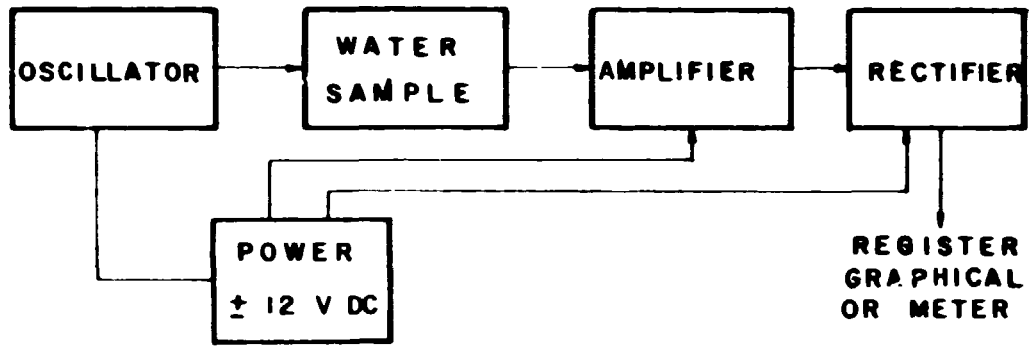 OSCILLATOR
WATER
SAMPLE
AMPLIFIER
RECTIFIER
POWER
± 12 V DC
REGISTER
GRAPHICAL
OR METER